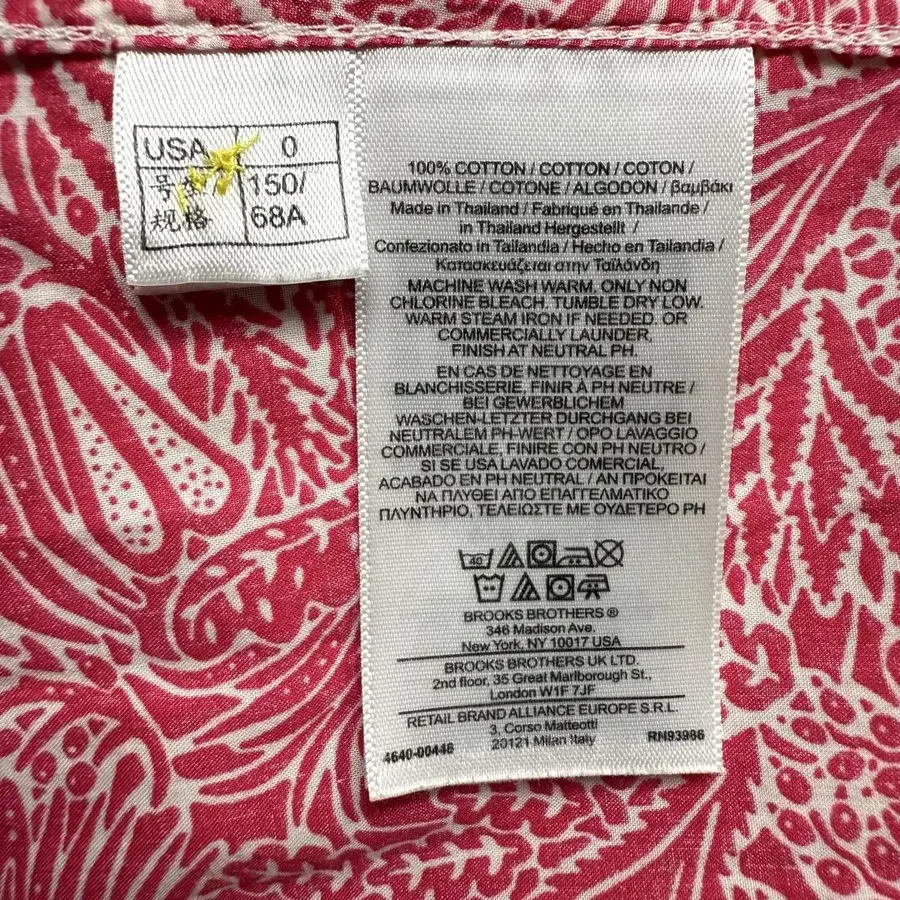 USA 0
号型 150/
规格 68A
100% COTTON / COTTON / COTON /
BAUMWOLLE / COTONE / ALGODON / βαμβάκι
Made in Thailand / Fabriqué en Thaïlande /
in Thailand Hergestellt /
Confezionato in Tailandia / Hecho en Tailandia /
Κατασκευάζεται στην Ταϊλάνδη
MACHINE WASH WARM. ONLY NON
CHLORINE BLEACH. TUMBLE DRY LOW.
WARM STEAM IRON IF NEEDED. OR
COMMERCIALLY LAUNDER,
FINISH AT NEUTRAL PH.
EN CAS DE NETTOYAGE EN
BLANCHISSERIE, FINIR À PH NEUTRE /
BEI GEWERBLICHEM
WASCHEN-LETZTER DURCHGANG BEI
NEUTRALEM PH-WERT / OPO LAVAGGIO
COMMERCIALE, FINIRE CON PH NEUTRO /
SI SE USA LAVADO COMERCIAL,
ACABADO EN PH NEUTRAL / ΑΝ ΠΡΟΚΕΙΤΑΙ
ΝΑ ΠΛΥΘΕΙ ΑΠΟ ΕΠΑΓΓΕΛΜΑΤΙΚΟ
ΠΛΥΝΤΗΡΙΟ, ΤΕΛΕΙΩΣΤΕ ΜΕ ΟΥΔΕΤΕΡΟ PH
40
BROOKS BROTHERS ®
346 Madison Ave.
New York, NY 10017 USA
BROOKS BROTHERS UK LTD.
2nd floor, 35 Great Marlborough St.,
London W1F 7JF
RETAIL BRAND ALLIANCE EUROPE S.R.L.
3, Corso Matteotti
4640-00448 20121 Milan Italy RN93986